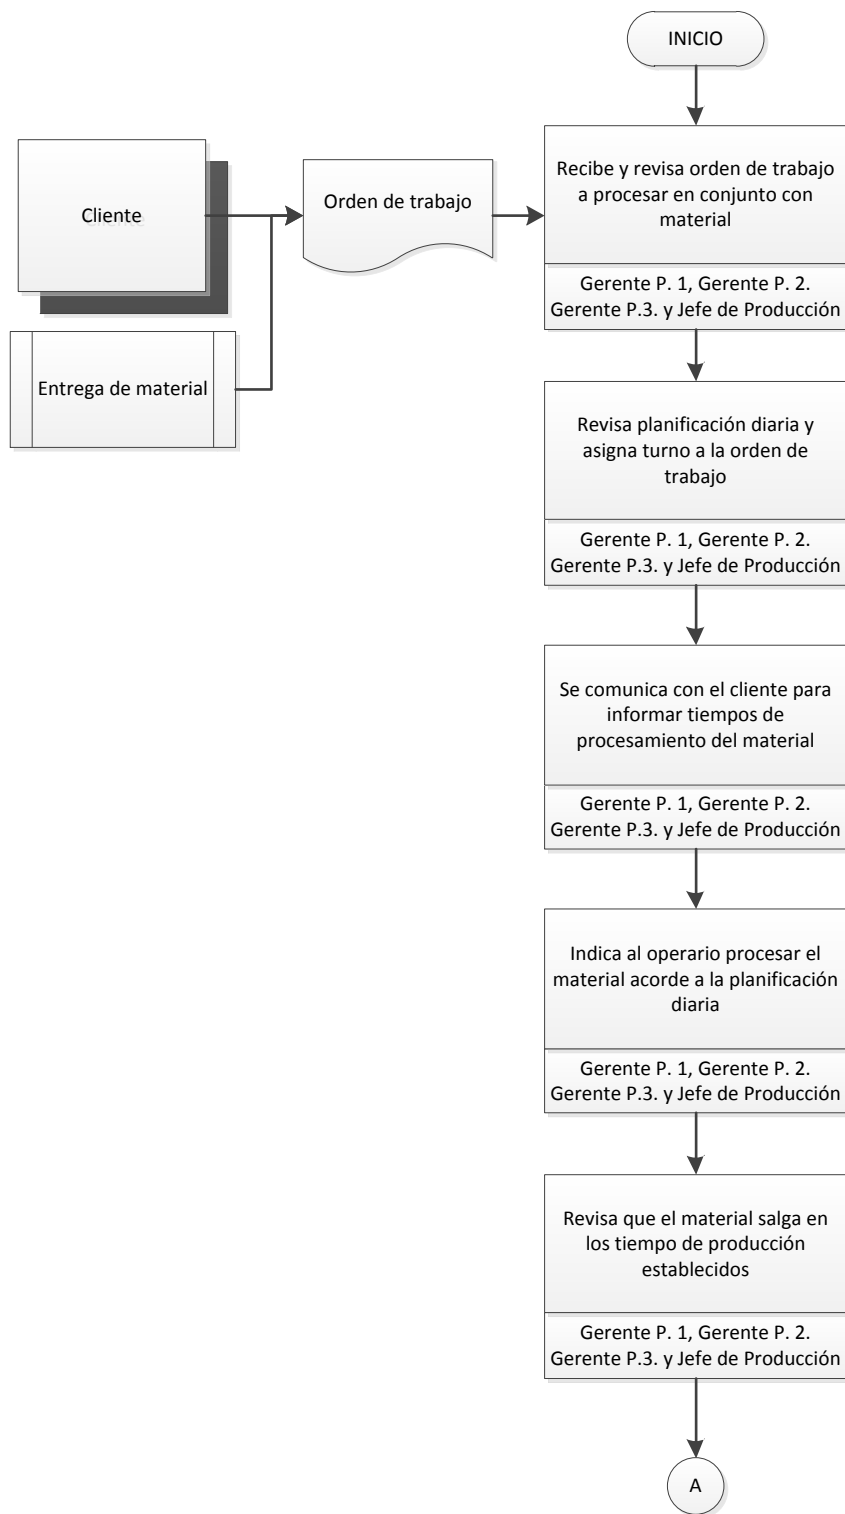 INICIO
Cliente
Orden de trabajo
Recibe y revisa orden de trabajo
a procesar en conjunto con
material
Gerente P. 1, Gerente P. 2.
Gerente P.3. y Jefe de Producción
Entrega de material
Revisa planificación diaria y
asigna turno a la orden de
trabajo
Gerente P. 1, Gerente P. 2.
Gerente P.3. y Jefe de Producción
Se comunica con el cliente para
informar tiempos de
procesamiento del material
Gerente P. 1, Gerente P. 2.
Gerente P.3. y Jefe de Producción
Indica al operario procesar el
material acorde a la planificación
diaria
Gerente P. 1, Gerente P. 2.
Gerente P.3. y Jefe de Producción
Revisa que el material salga en
los tiempo de producción
establecidos
Gerente P. 1, Gerente P. 2.
Gerente P.3. y Jefe de Producción
A